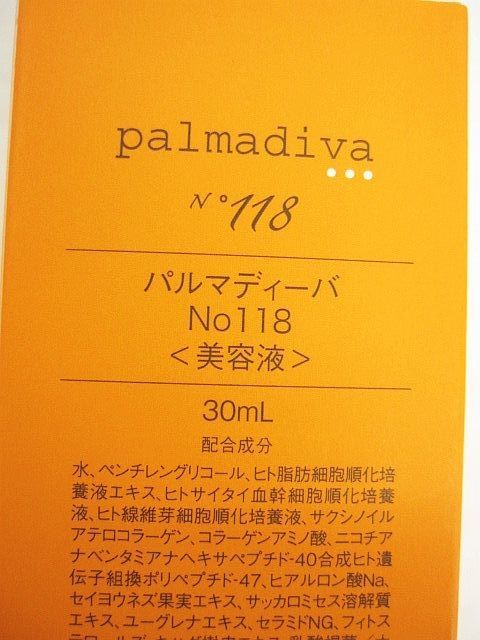 palmadiva
N°118
パルマディーバ
No118
＜美容液＞
30mL
配合成分
水、ペンチレングリコール、ヒト脂肪細胞順化培
養液エキス、ヒトサイタイ血幹細胞順化培養
液、ヒト線維芽細胞順化培養液、サクシノイル
アテロコラーゲン、コラーゲンアミノ酸、ニコチア
ナベンタミアナヘキサペプチド-40合成ヒト遺
伝子組換ポリペプチド-47、ヒアルロン酸Na、
セイヨウネズ果実エキス、サッカロミセス溶解質
エキス、ユーグレナエキス、セラミドNG、フィトス